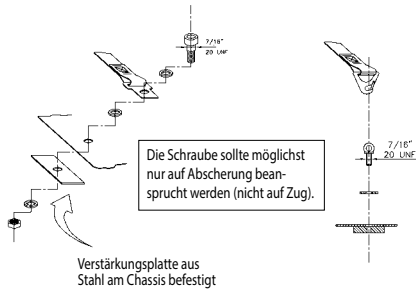 7/16"
20 UNF
7/16"
20 UNF
Die Schraube sollte möglichst
nur auf Abscherung bean-
sprucht werden (nicht auf Zug).
Verstärkungsplatte aus
Stahl am Chassis befestigt